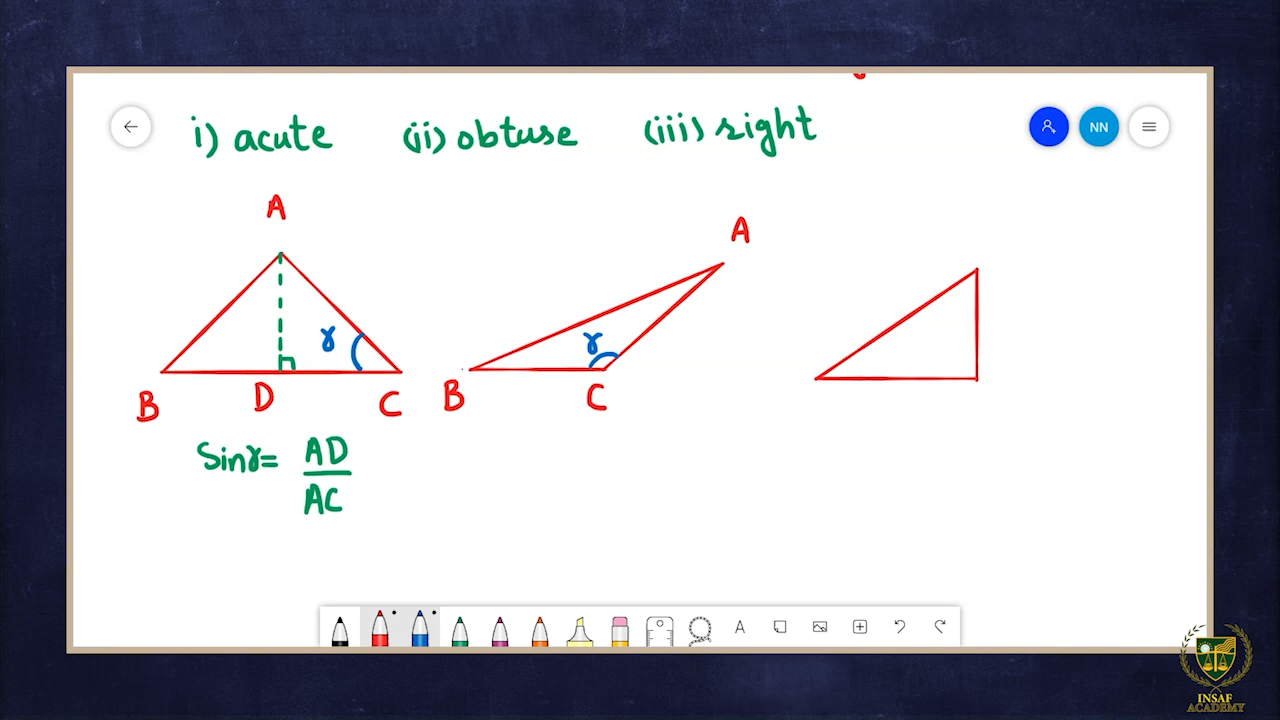 i) acute (ii) obtuse (iii) right
NN
A
A
γ
γ
B D C B C
Sinγ= AD
AC
A
INSAF
ACADEMY